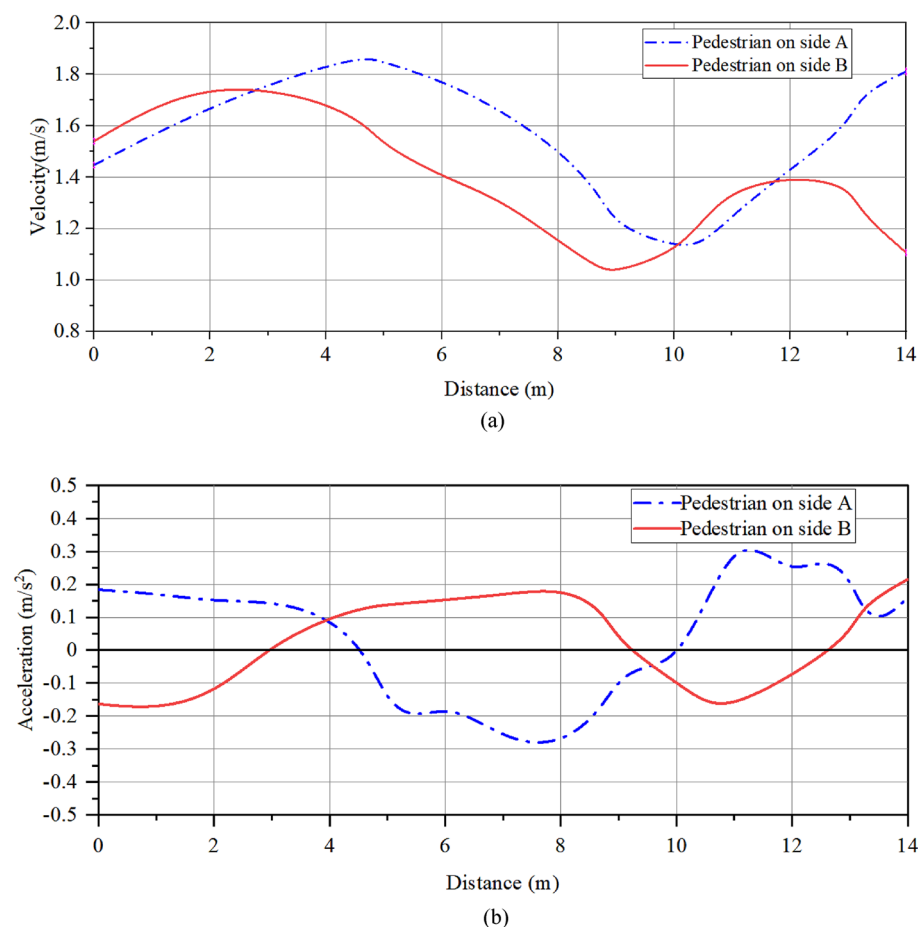 2.0
1.8
1.6
1.4
1.2
1.0
0.8
Velocity(m/s)
Pedestrian on side A
Pedestrian on side B
0 2 4 6 8 10 12 14
Distance (m)
(a)
0.5
0.4
0.3
0.2
0.1
0
-0.1
-0.2
-0.3
-0.4
-0.5
Acceleration (m/s²)
Pedestrian on side A
Pedestrian on side B
0 2 4 6 8 10 12 14
Distance (m)
(b)